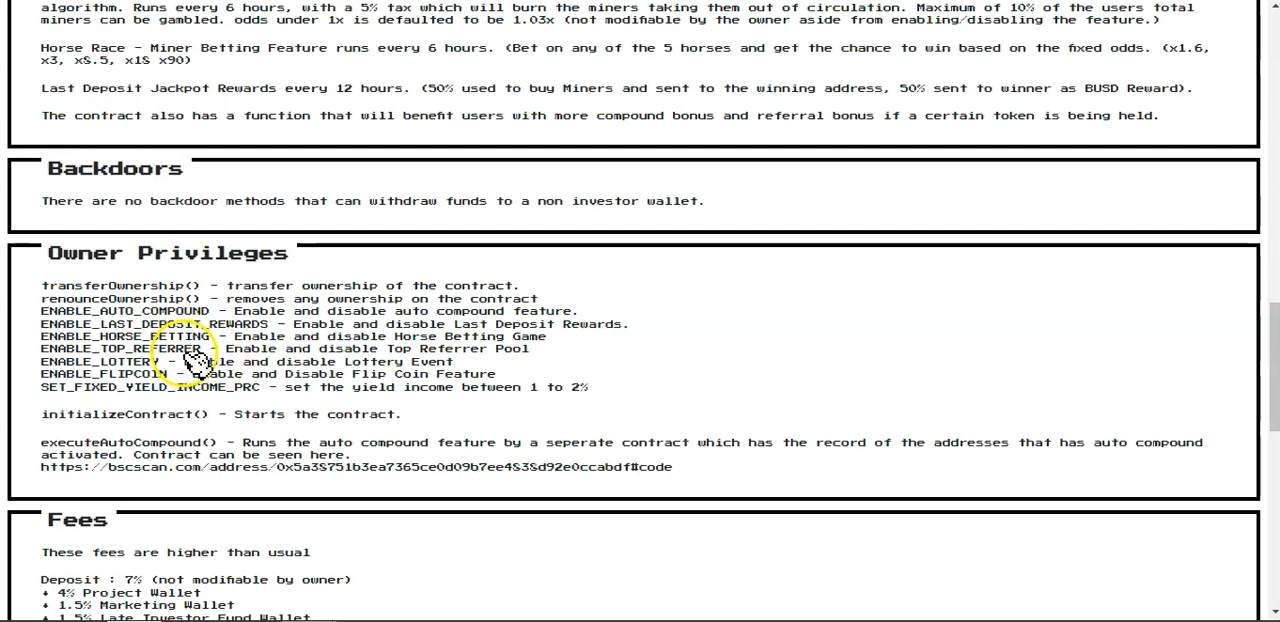 algorithm. Runs every 6 hours, with a 5% tax which will burn the miners taking them out of circulation. Maximum of 10% of the users total
miners can be gambled. odds under 1x is defaulted to be 1.03x (not modifiable by the owner aside from enabling/disabling the feature.)
Horse Race - Miner Betting Feature runs every 6 hours. (Bet on any of the 5 horses and get the chance to win based on the fixed odds. (x1.6,
x3, x8.5, x18 x90)
Last Deposit Jackpot Rewards every 12 hours. (50% used to buy Miners and sent to the winning address, 50% sent to winner as BUSD Reward).
The contract also has a function that will benefit users with more compound bonus and referral bonus if a certain token is being held.
Backdoors
There are no backdoor methods that can withdraw funds to a non investor wallet.
Owner Privileges
transferOwnership() - transfer ownership of the contract.
renounceOwnership() - removes any ownership on the contract
ENABLE_AUTO_COMPOUND - Enable and disable auto compound feature.
ENABLE_LAST_DEPOSIT_REWARDS - Enable and disable Last Deposit Rewards.
ENABLE_HORSE_BETTING - Enable and disable Horse Betting Game
ENABLE_TOP_REFERRER - Enable and disable Top Referrer Pool
ENABLE_LOTTERY - and disable Lottery Event
ENABLE_FLIPCOIN - and Disable Flip Coin Feature
SET_FIXED_YIELD_INCOME_PRC - set the yield income between 1 to 2%
initializeContract() - Starts the contract.
executeAutoCompound() - Runs the auto compound feature by a seperate contract which has the record of the addresses that has auto compound
activated. Contract can be seen here.
https://bscscan.com/address/0x5a38751b3ea7365ce0d09b7ee4838d92e0ccabdf#code
Fees
These fees are higher than usual
Deposit : 7% (not modifiable by owner)
♦ 4% Project Wallet
♦ 1.5% Marketing Wallet
♦ 1.5% Late Investor Fund Wallet